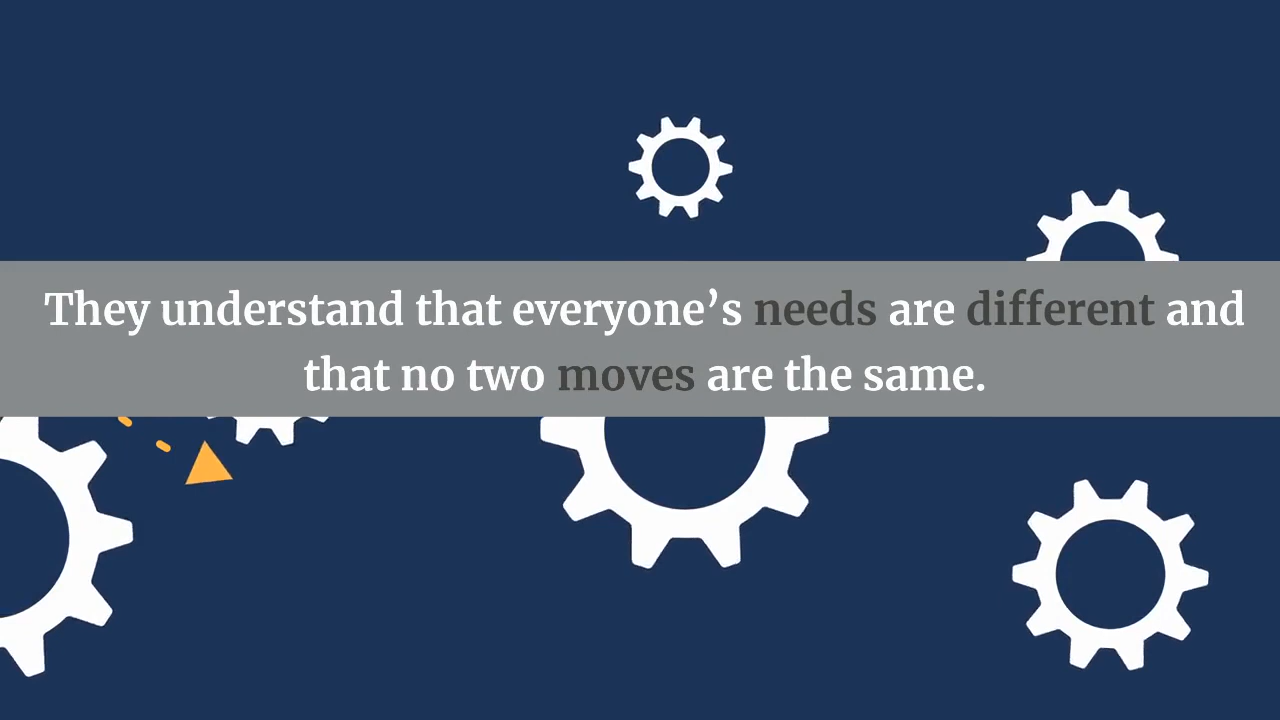 They understand that everyone’s needs are different and
that no two moves are the same.